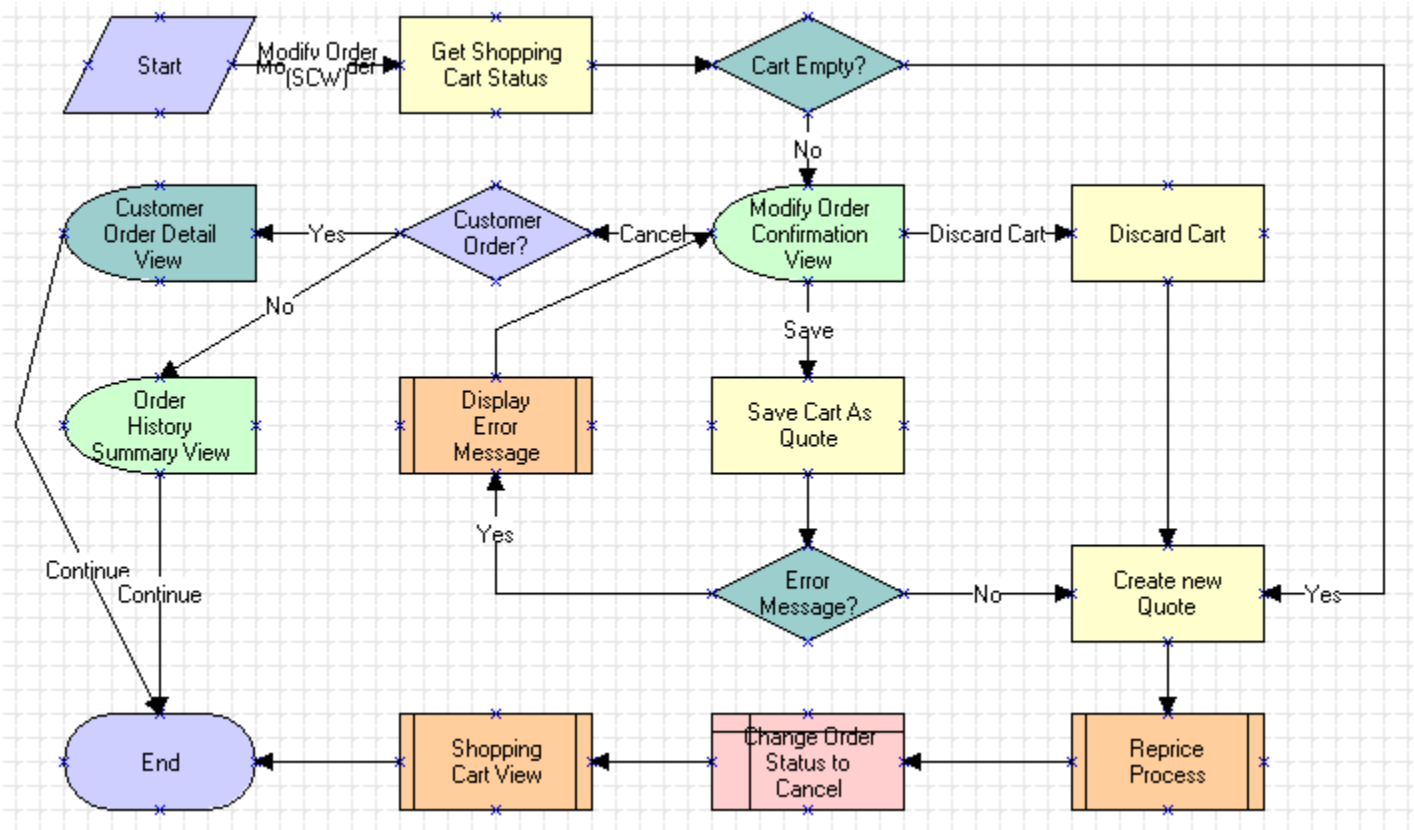 Start
Modify Order
(SCW)
Get Shopping
Cart Status
Cart Empty?
No
Customer
Order Detail
View
Yes
Customer
Order?
Cancel
Modify Order
Confirmation
View
Discard Cart
Discard Cart
No
Save
Order
History
Summary View
Display
Error
Message
Save Cart As
Quote
Yes
Continue
Continue
Error
Message?
No
Create new
Quote
Yes
End
Shopping
Cart View
Change Order
Status to
Cancel
Reprice
Process